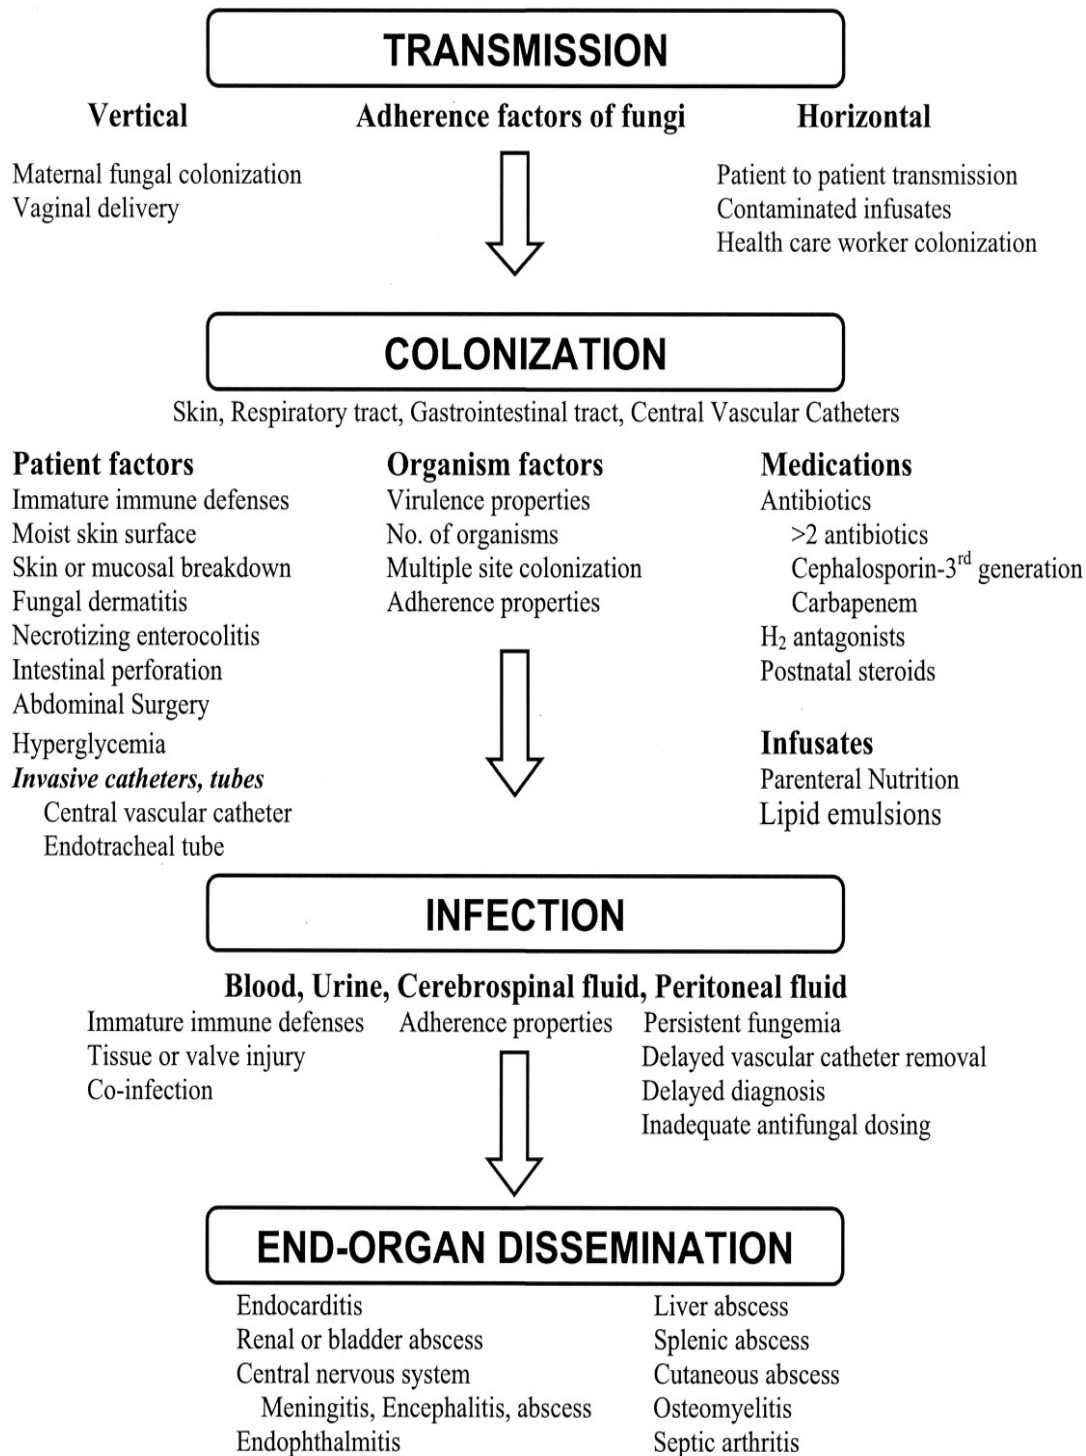 TRANSMISSION
Vertical
Adherence factors of fungi
Horizontal
Maternal fungal colonization
Vaginal delivery
Patient to patient transmission
Contaminated infusates
Health care worker colonization
COLONIZATION
Skin, Respiratory tract, Gastrointestinal tract, Central Vascular Catheters
Patient factors
Immature immune defenses
Moist skin surface
Skin or mucosal breakdown
Fungal dermatitis
Necrotizing enterocolitis
Intestinal perforation
Abdominal Surgery
Hyperglycemia
Invasive catheters, tubes
Central vascular catheter
Endotracheal tube
Organism factors
Virulence properties
No. of organisms
Multiple site colonization
Adherence properties
Medications
Antibiotics
>2 antibiotics
Cephalosporin-3rd generation
Carbapenem
H2 antagonists
Postnatal steroids
Infusates
Parenteral Nutrition
Lipid emulsions
INFECTION
Blood, Urine, Cerebrospinal fluid, Peritoneal fluid
Immature immune defenses
Tissue or valve injury
Co-infection
Adherence properties
Persistent fungemia
Delayed vascular catheter removal
Delayed diagnosis
Inadequate antifungal dosing
END-ORGAN DISSEMINATION
Endocarditis
Renal or bladder abscess
Central nervous system
Meningitis, Encephalitis, abscess
Endophthalmitis
Liver abscess
Splenic abscess
Cutaneous abscess
Osteomyelitis
Septic arthritis